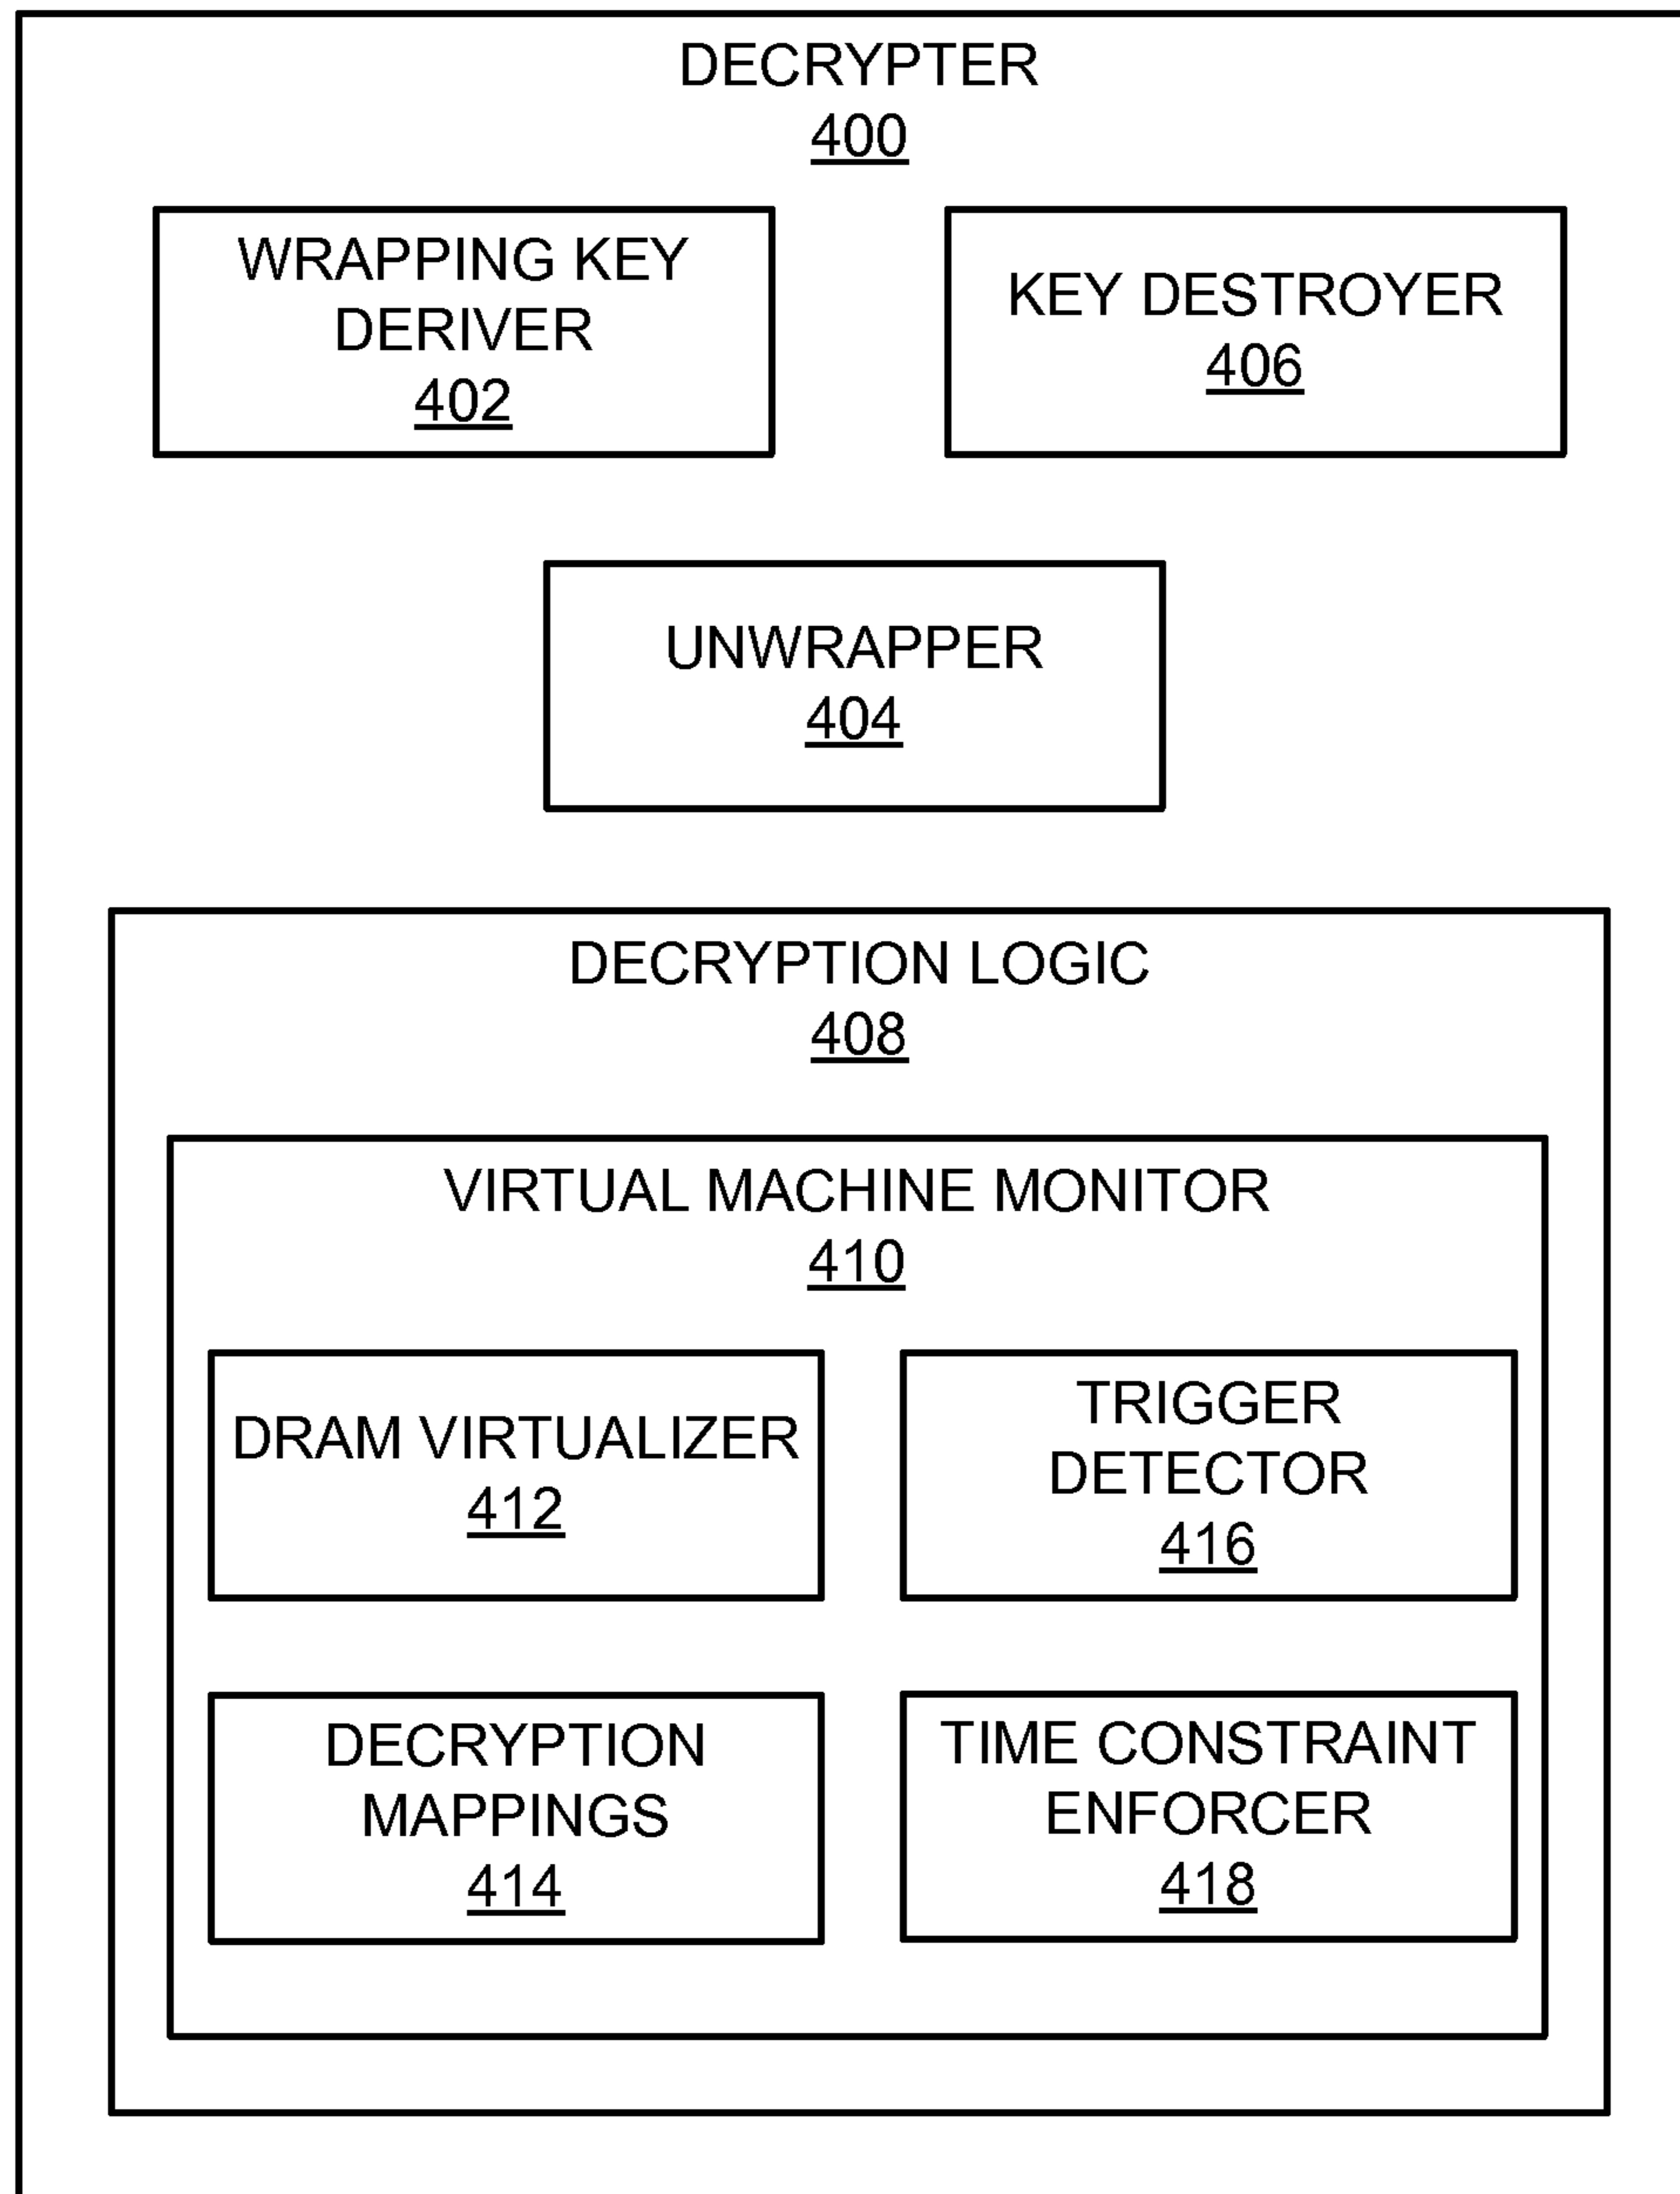 DECRYPTER
400
WRAPPING KEY
DERIVER
402
KEY DESTROYER
406
UNWRAPPER
404
DECRYPTION LOGIC
408
VIRTUAL MACHINE MONITOR
410
DRAM VIRTUALIZER
412
TRIGGER
DETECTOR
416
DECRYPTION
MAPPINGS
414
TIME CONSTRAINT
ENFORCER
418